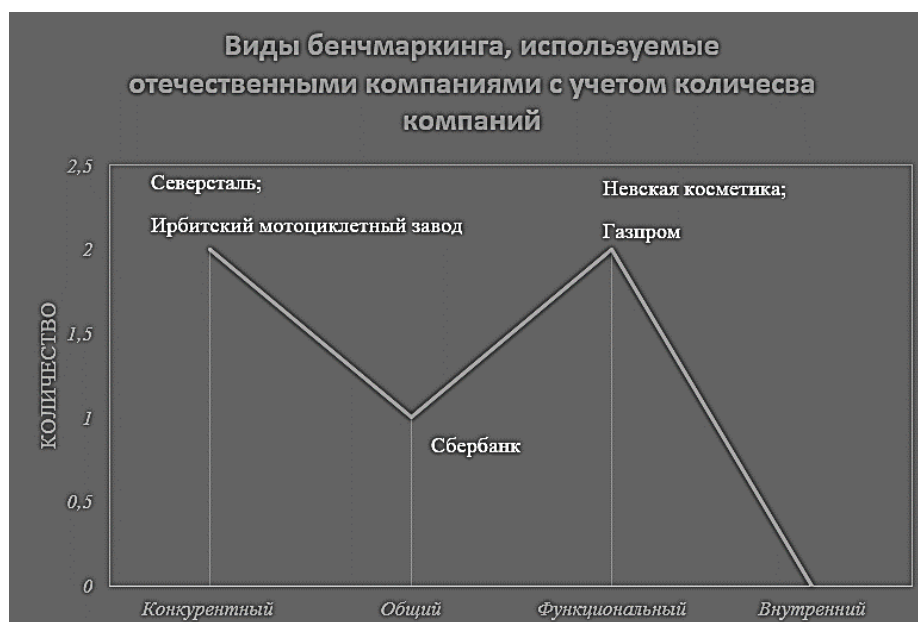 Виды бенчмаркинга, используемые
отечественными компаниями с учетом количесва
компаний
2,5
Северсталь;
Невская косметика;
Ирбитский мотоциклетный завод
Газпром
2
КОЛИЧЕСТВО
1,5
1
Сбербанк
0,5
0
Конкурентный
Общий
Функциональный
Внутренний